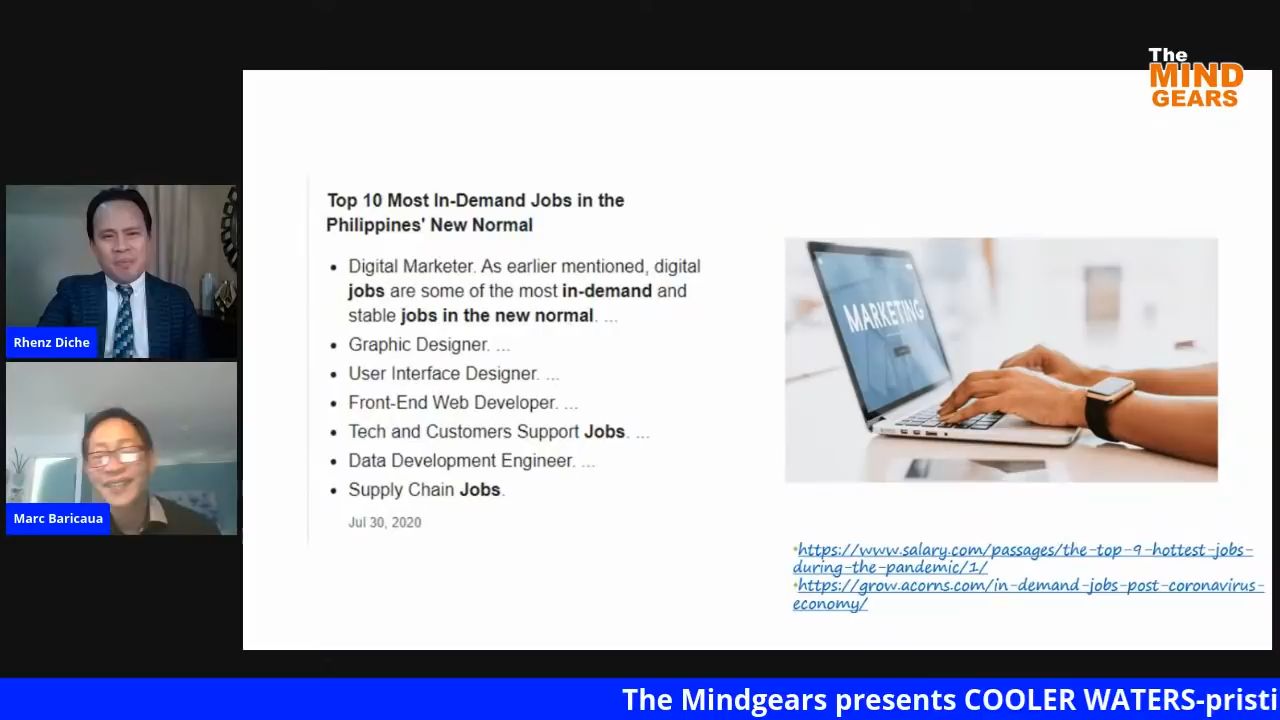 The
MIND
GEARS
Top 10 Most In-Demand Jobs in the
Philippines' New Normal
• Digital Marketer. As earlier mentioned, digital
jobs are some of the most in-demand and
stable jobs in the new normal. ...
• Graphic Designer. ...
• User Interface Designer. ...
• Front-End Web Developer. ...
• Tech and Customers Support Jobs. ...
• Data Development Engineer. ...
• Supply Chain Jobs.
Jul 30, 2020
MARKETING
•https://www.salary.com/passages/the-top-9-hottest-jobs-
during-the-pandemic/1/
•https://grow.acorns.com/in-demand-jobs-post-coronavirus-
economy/
Rhenz Diche
Marc Baricaua
The Mindgears presents COOLER WATERS-pristi